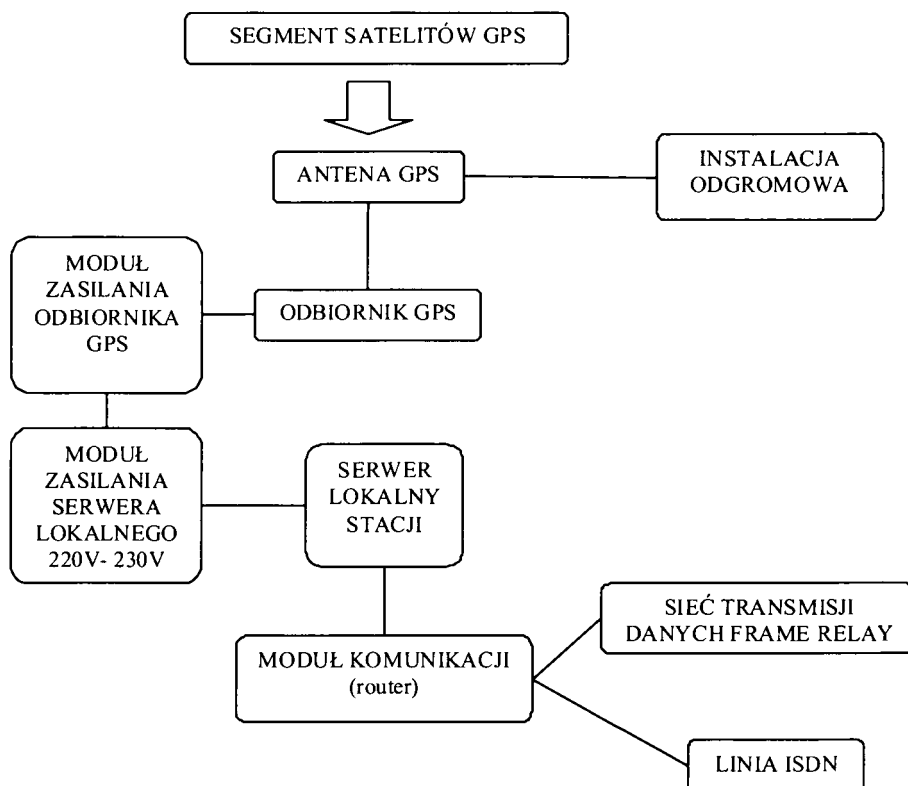 SEGMENT SATELITÓW GPS
ANTENA GPS
INSTALACJA
ODGROMOWA
MODUŁ
ZASILANIA
ODBIORNIKA
GPS
ODBIORNIK GPS
MODUŁ
ZASILANIA
SERWERA
LOKALNEGO
220V- 230V
SERWER
LOKALNY
STACJI
SIEĆ TRANSMISJI
DANYCH FRAME RELAY
MODUŁ KOMUNIKACJI
(router)
LINIA ISDN